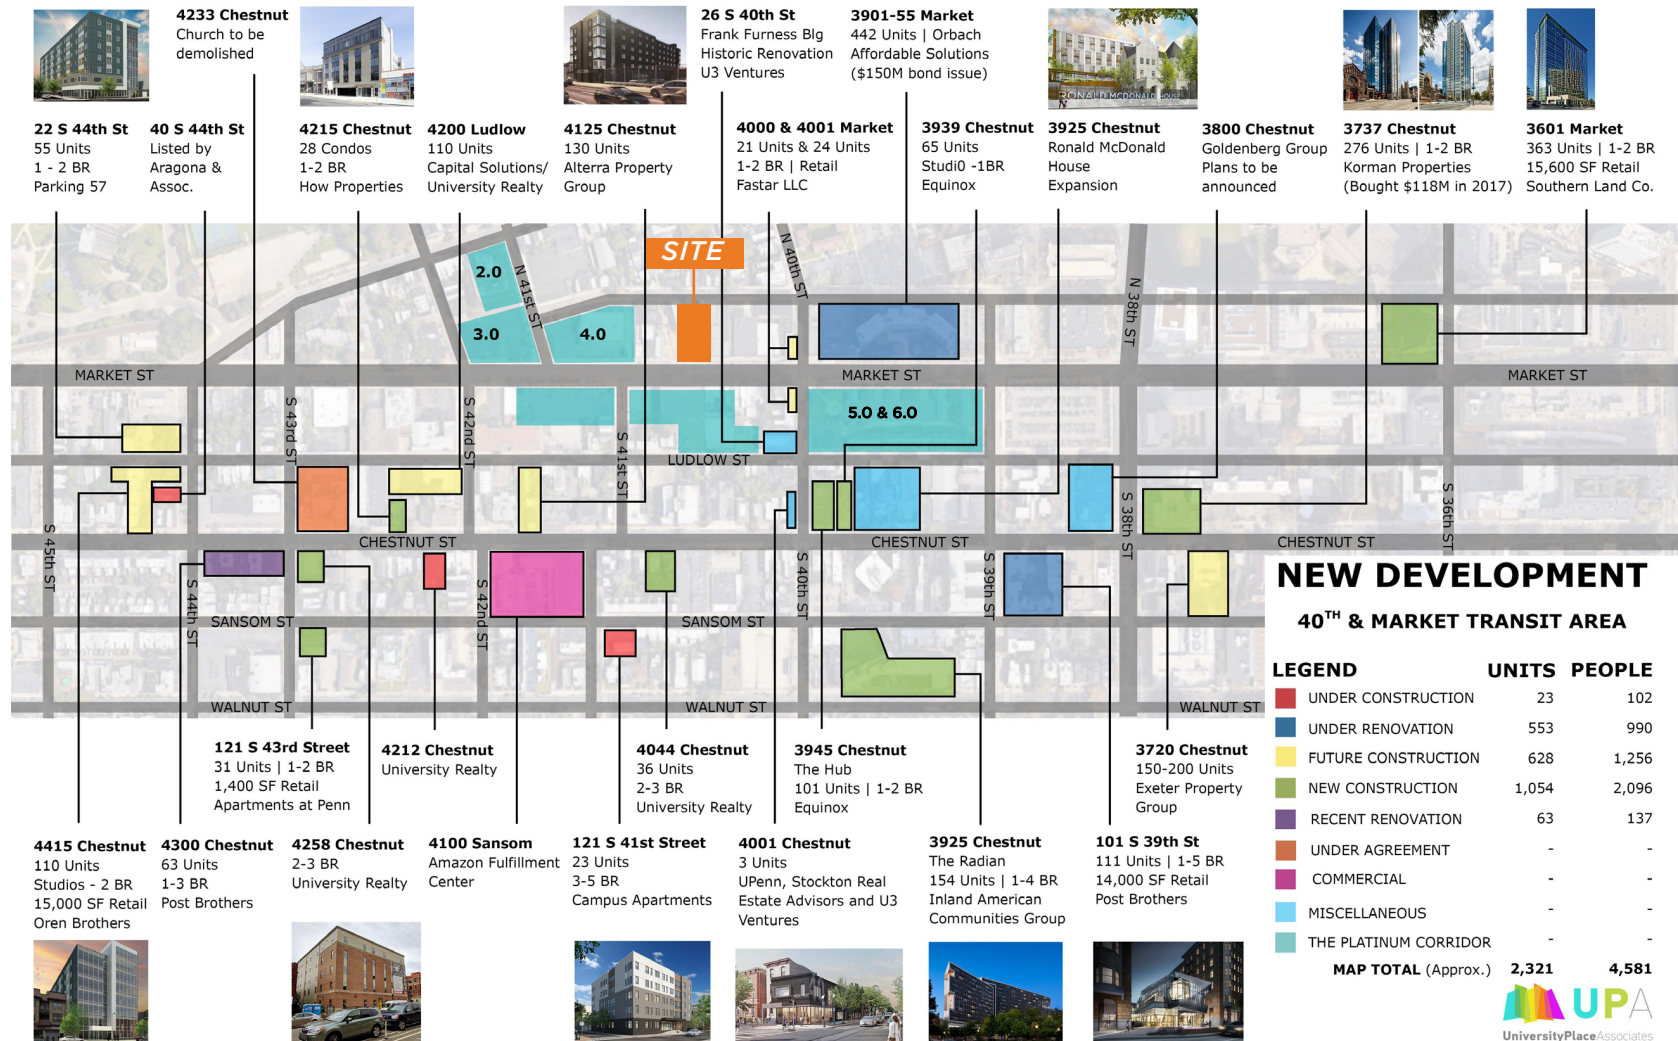 4233 Chestnut
Church to be
demolished
26 S 40th St
Frank Furness Blg
Historic Renovation
U3 Ventures
3901-55 Market
442 Units | Orbach
Affordable Solutions
($150M bond issue)
RONALD MCDONALD HOUSE
22 S 44th St
55 Units
1 - 2 BR
Parking 57
40 S 44th St
Listed by
Aragona &
Assoc.
4215 Chestnut
28 Condos
1-2 BR
How Properties
4200 Ludlow
110 Units
Capital Solutions/
University Realty
4125 Chestnut
130 Units
Alterra Property
Group
4000 & 4001 Market
21 Units & 24 Units
1-2 BR | Retail
Fastar LLC
3939 Chestnut
65 Units
Studi0 -1BR
Equinox
3925 Chestnut
Ronald McDonald
House
Expansion
3800 Chestnut
Goldenberg Group
Plans to be
announced
3737 Chestnut
276 Units | 1-2 BR
Korman Properties
(Bought $118M in 2017)
3601 Market
363 Units | 1-2 BR
15,600 SF Retail
Southern Land Co.
SITE
2.0
3.0
4.0
5.0 & 6.0
N 41st ST
N 40th ST
N 38th ST
MARKET ST
MARKET ST
MARKET ST
S 43rd ST
S 42nd ST
S 41st ST
LUDLOW ST
S 45th ST
S 44th ST
S 42nd ST
S 40th ST
S 39th ST
S 38th ST
S 36th ST
CHESTNUT ST
CHESTNUT ST
CHESTNUT ST
SANSOM ST
SANSOM ST
WALNUT ST
WALNUT ST
WALNUT ST
NEW DEVELOPMENT
40TH & MARKET TRANSIT AREA
LEGEND UNITS PEOPLE
UNDER CONSTRUCTION 23 102
UNDER RENOVATION 553 990
FUTURE CONSTRUCTION 628 1,256
NEW CONSTRUCTION 1,054 2,096
RECENT RENOVATION 63 137
UNDER AGREEMENT - -
COMMERCIAL - -
MISCELLANEOUS - -
THE PLATINUM CORRIDOR - -
MAP TOTAL (Approx.) 2,321 4,581
UPA
UniversityPlaceAssociates
121 S 43rd Street
31 Units | 1-2 BR
1,400 SF Retail
Apartments at Penn
4212 Chestnut
University Realty
4044 Chestnut
36 Units
2-3 BR
University Realty
3945 Chestnut
The Hub
101 Units | 1-2 BR
Equinox
3720 Chestnut
150-200 Units
Exeter Property
Group
4415 Chestnut
110 Units
Studios - 2 BR
15,000 SF Retail
Oren Brothers
4300 Chestnut
63 Units
1-3 BR
Post Brothers
4258 Chestnut
2-3 BR
University Realty
4100 Sansom
Amazon Fulfillment
Center
121 S 41st Street
23 Units
3-5 BR
Campus Apartments
4001 Chestnut
3 Units
UPenn, Stockton Real
Estate Advisors and U3
Ventures
3925 Chestnut
The Radian
154 Units | 1-4 BR
Inland American
Communities Group
101 S 39th St
111 Units | 1-5 BR
14,000 SF Retail
Post Brothers